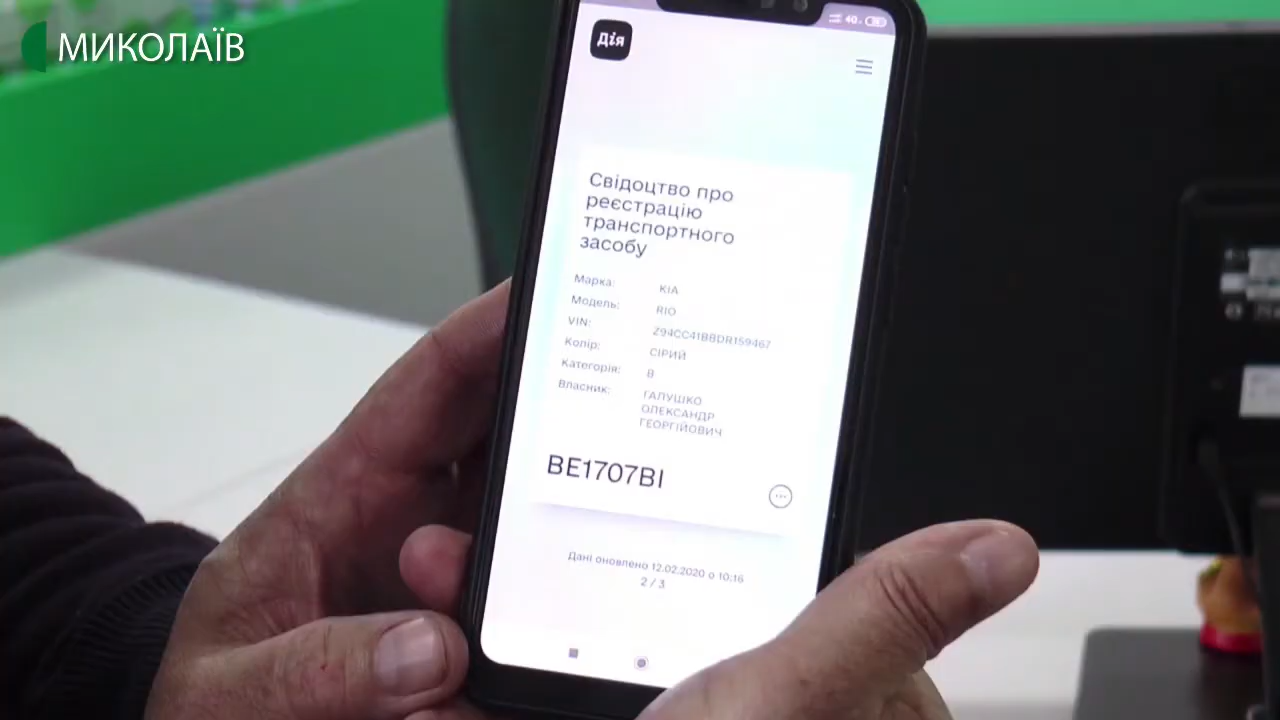 МИКОЛАЇВ
40
Дія
Свідоцтво про
реєстрацію
транспортного
засобу
Марка: KIA
Модель: RIO
VIN: Z94CC41BBDR159467
Колір: СІРИЙ
Категорія: B
Власник: ГАЛУШКО
ОЛЕКСАНДР
ГЕОРГІЙОВИЧ
BE1707BI
Дані оновлено 12.02.2020 о 10:16
2 / 3